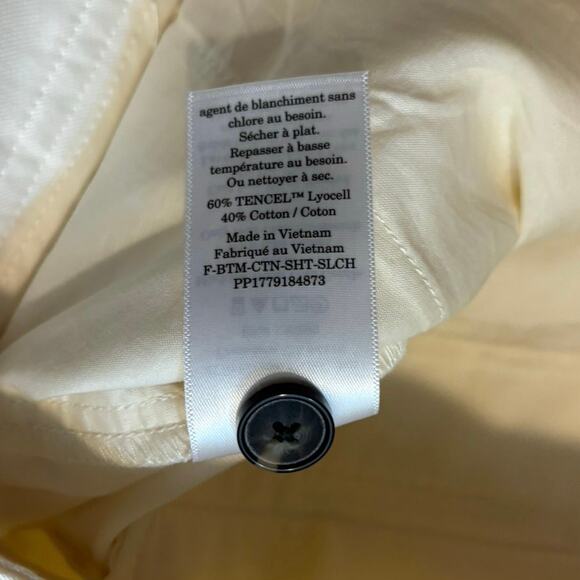 agent de blanchiment sans
chlore au besoin.
Sécher à plat.
Repasser à basse
température au besoin.
Ou nettoyer à sec.
60% TENCEL™ Lyocell
40% Cotton / Coton
Made in Vietnam
Fabriqué au Vietnam
F-BTM-CTN-SHT-SLCH
PP1779184873